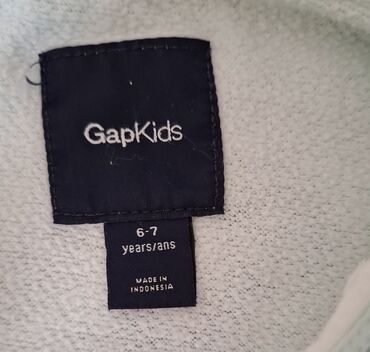 GapKids
6-7
years/ans
MADE IN
INDONESIA